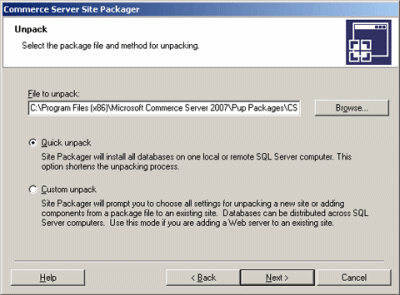 Commerce Server Site Packager
Unpack
Select the package file and method for unpacking.
File to unpack:
C:\Program Files (x86)\Microsoft Commerce Server 2007\Pup Packages\CS
Browse...
Quick unpack
Site Packager will install all databases on one local or remote SQL Server computer. This
option shortens the unpacking process.
Custom unpack
Site Packager will prompt you to choose all settings for unpacking a new site or adding
components from a package file to an existing site. Databases can be distributed across SQL
Server computers. Use this mode if you are adding a Web server to an existing site.
Help
< Back
Next >
Cancel